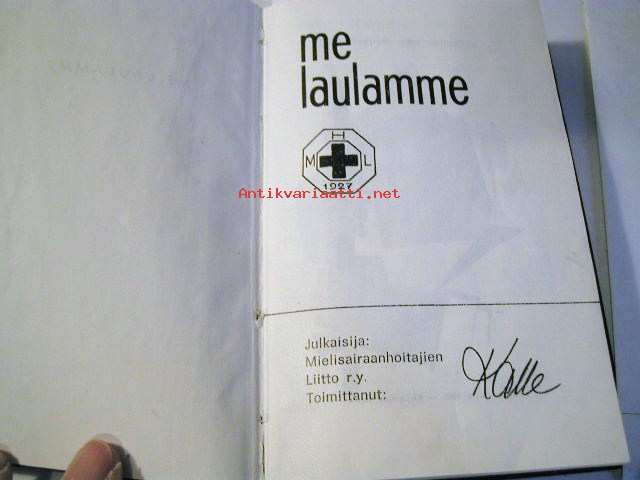 me
laulamme
H
M L
1927
Antikvariaatti.net
Julkaisija:
Mielisairaanhoitajien
Liitto r.y.
Toimittanut:
Kalle